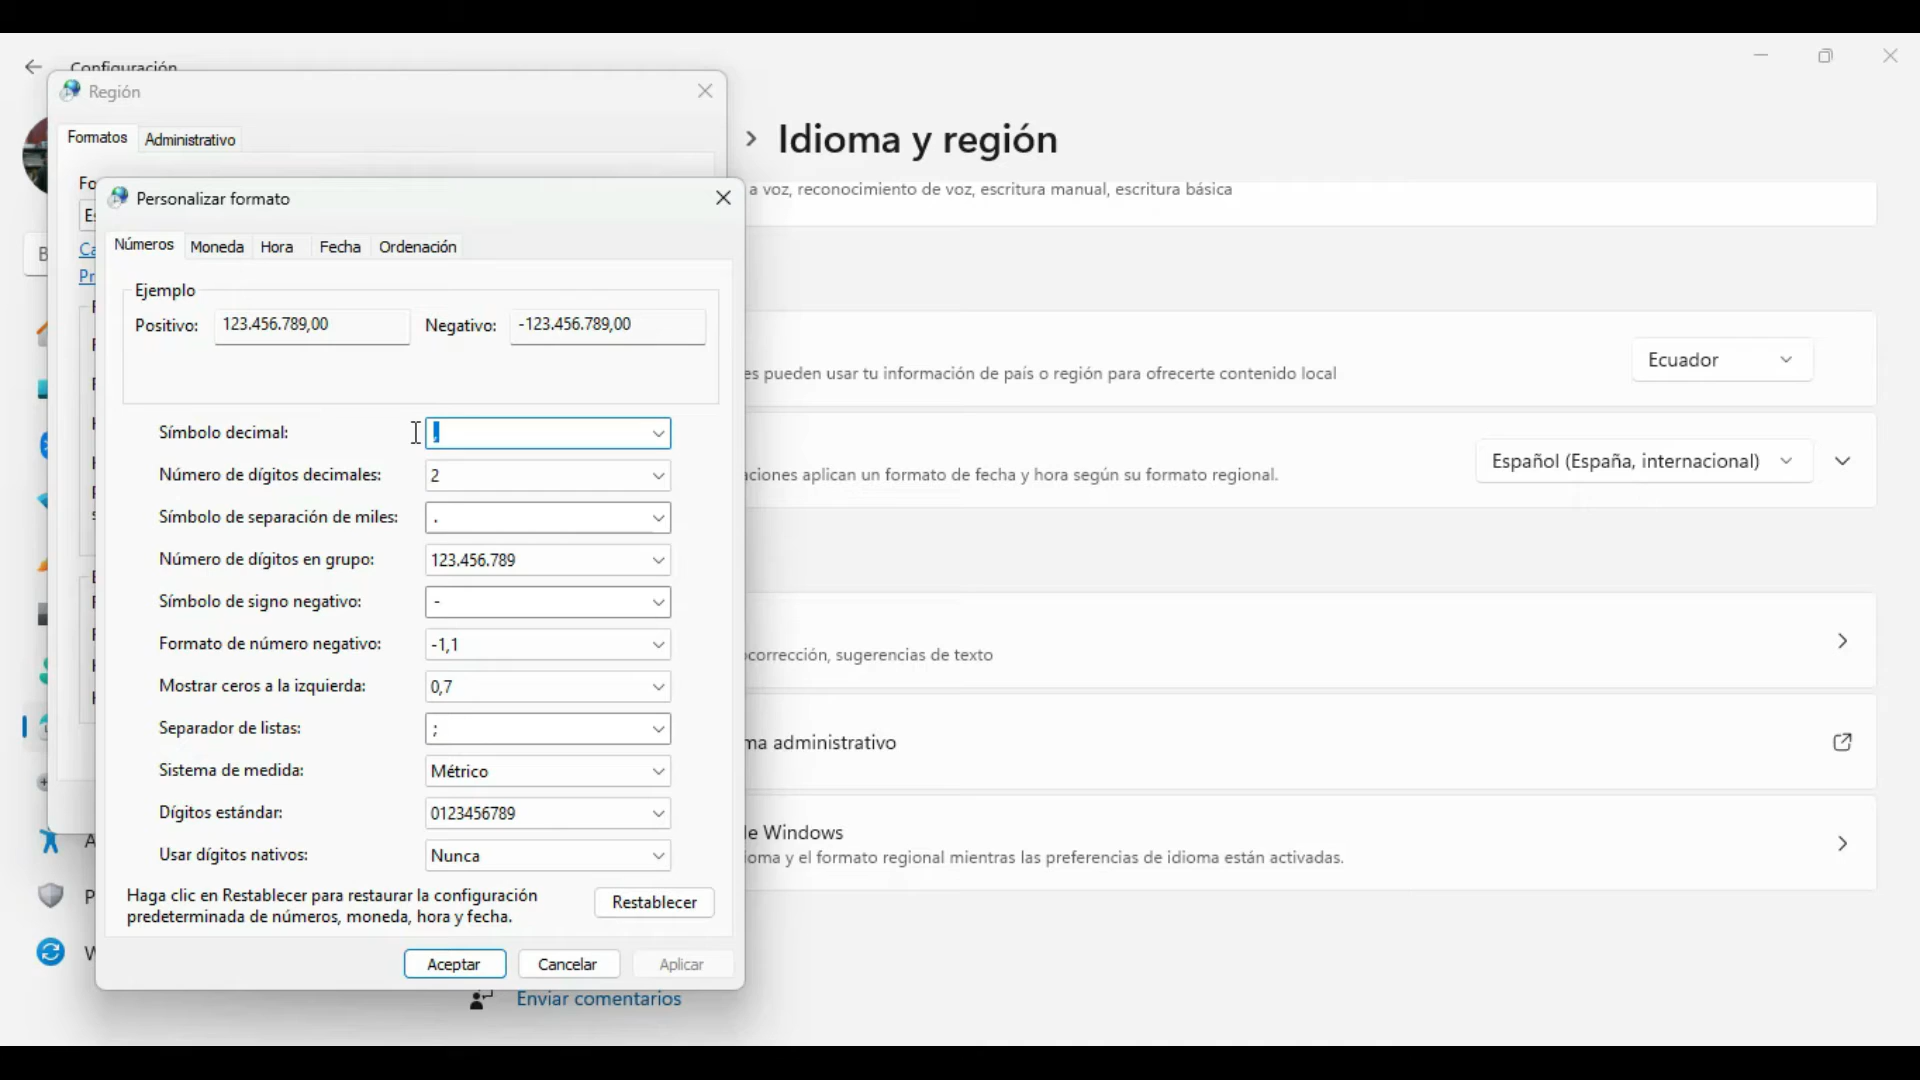 Configuración
Región
Formatos
Administrativo
Idioma y región
Personalizar formato
a voz, reconocimiento de voz, escritura manual, escritura básica
Números
Moneda
Hora
Fecha
Ordenación
Ejemplo
Positivo:
123.456.789,00
Negativo:
-123.456.789,00
Ecuador
pueden usar tu información de país o región para ofrecerte contenido local
Símbolo decimal:
,
Número de dígitos decimales:
2
aplican un formato de fecha y hora según su formato regional.
Español (España, internacional)
Símbolo de separación de miles:
.
Número de dígitos en grupo:
123.456.789
Símbolo de signo negativo:
-
Formato de número negativo:
-1,1
sugerencias de texto
Mostrar ceros a la izquierda:
0,7
Separador de listas:
;
administrativo
Sistema de medida:
Métrico
Dígitos estándar:
0123456789
Windows
Usar dígitos nativos:
Nunca
y el formato regional mientras las preferencias de idioma están activadas.
Haga clic en Restablecer para restaurar la configuración
predeterminada de números, moneda, hora y fecha.
Restablecer
Aceptar
Cancelar
Aplicar
Enviar comentarios